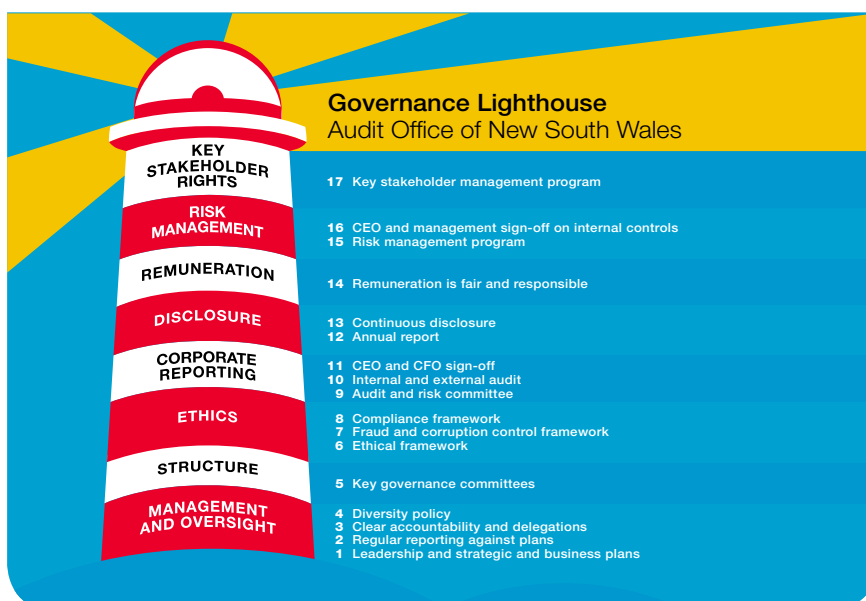 Governance Lighthouse
Audit Office of New South Wales
KEY
STAKEHOLDER
RIGHTS
17 Key stakeholder management program
RISK
MANAGEMENT
16 CEO and management sign-off on internal controls
15 Risk management program
REMUNERATION
14 Remuneration is fair and responsible
DISCLOSURE
13 Continuous disclosure
12 Annual report
CORPORATE
REPORTING
11 CEO and CFO sign-off
10 Internal and external audit
9 Audit and risk committee
ETHICS
8 Compliance framework
7 Fraud and corruption control framework
6 Ethical framework
STRUCTURE
5 Key governance committees
MANAGEMENT
AND OVERSIGHT
4 Diversity policy
3 Clear accountability and delegations
2 Regular reporting against plans
1 Leadership and strategic and business plans